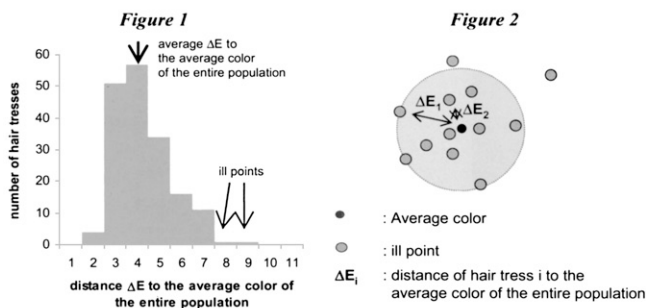 Figure 1
average ΔE to
the average color
of the entire population
number of hair tresses
60
50
40
30
20
10
0
ill points
1 2 3 4 5 6 7 8 9 10 11
distance ΔE to the average color of
the entire population
Figure 2
ΔE1
ΔE2
: Average color
: ill point
ΔEi : distance of hair tress i to the
average color of the entire population